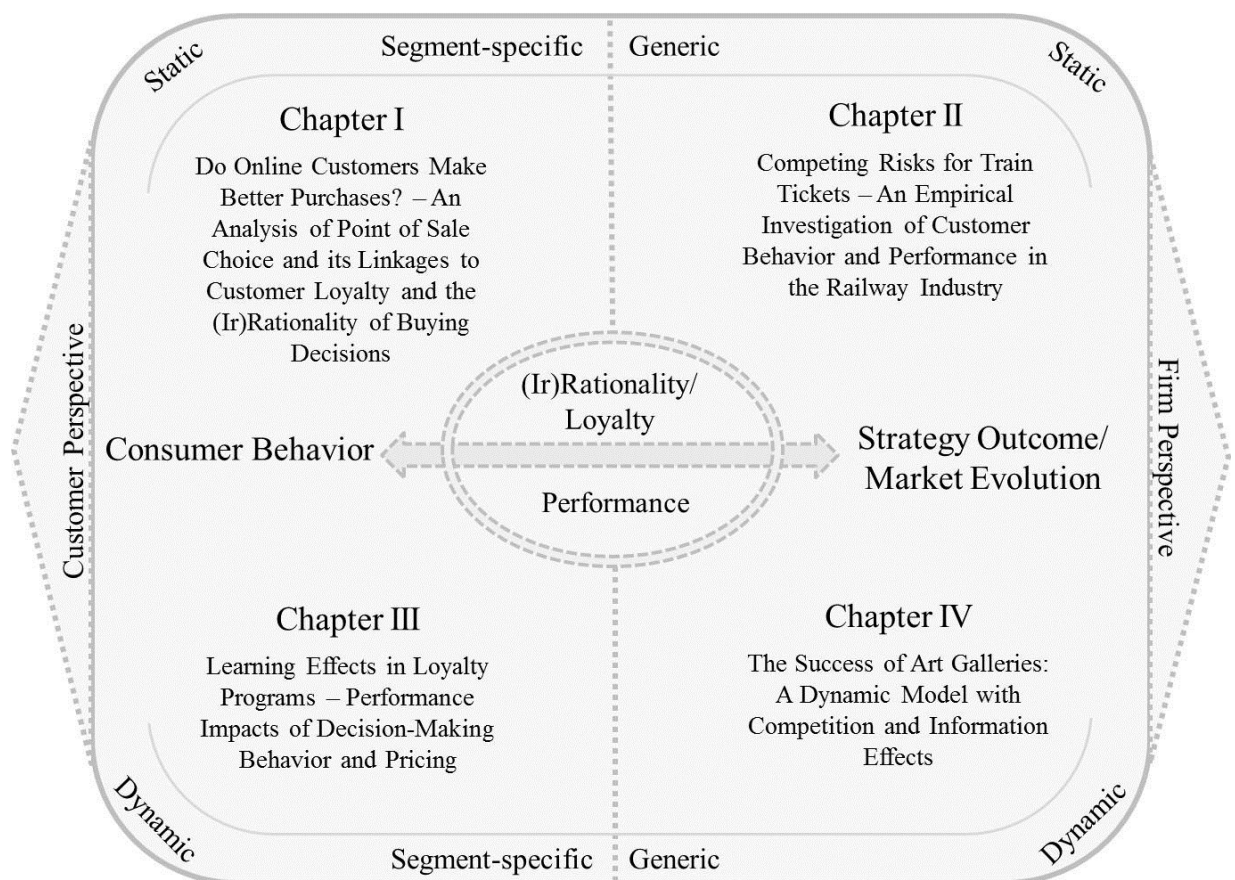 Static
Segment-specific
Generic
Static
Chapter I
Do Online Customers Make
Better Purchases? – An
Analysis of Point of Sale
Choice and its Linkages to
Customer Loyalty and the
(Ir)Rationality of Buying
Decisions
Chapter II
Competing Risks for Train
Tickets – An Empirical
Investigation of Customer
Behavior and Performance in
the Railway Industry
Customer Perspective
Consumer Behavior
(Ir)Rationality/
Loyalty
Performance
Strategy Outcome/
Market Evolution
Firm Perspective
Chapter III
Learning Effects in Loyalty
Programs – Performance
Impacts of Decision-Making
Behavior and Pricing
Chapter IV
The Success of Art Galleries:
A Dynamic Model with
Competition and Information
Effects
Dynamic
Segment-specific
Generic
Dynamic